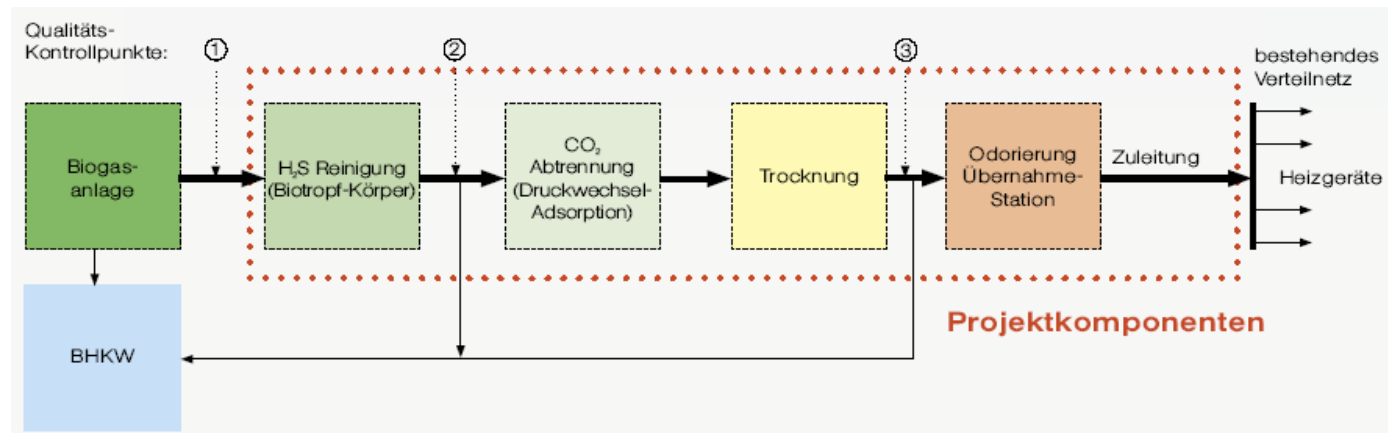 Qualitäts-
Kontrollpunkte:
①
②
③
bestehendes
Verteilnetz
Biogas-
anlage
H₂S Reinigung
(Biotropf-Körper)
CO₂
Abtrennung
(Druckwechsel-
Adsorption)
Trocknung
Odorierung
Übernahme-
Station
Zuleitung
Heizgeräte
Projektkomponenten
BHKW